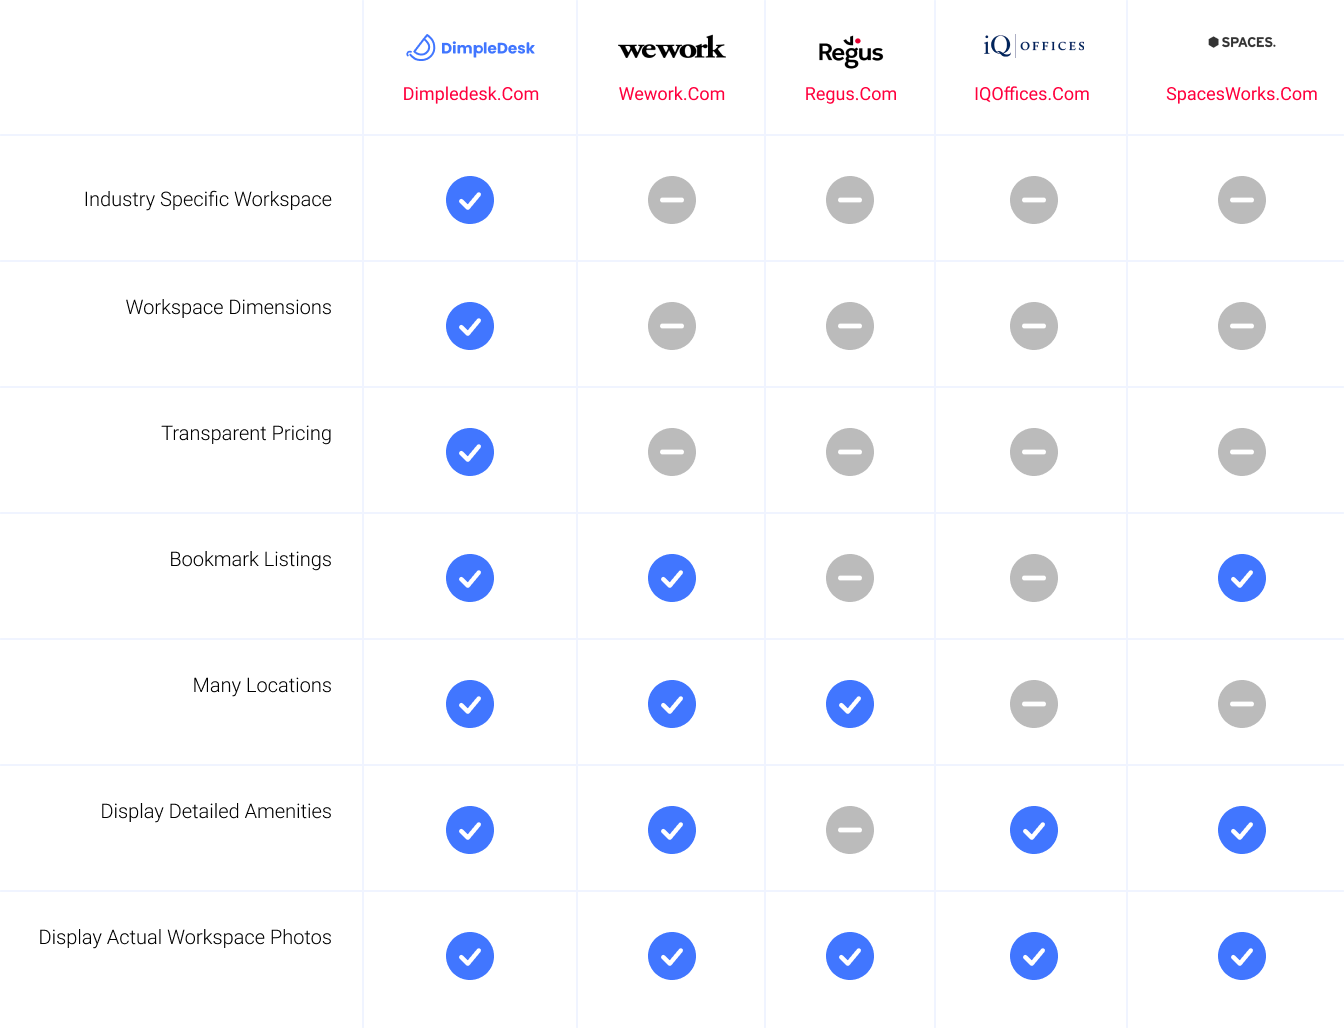 DimpleDesk wework Regus iQ OFFICES SPACES.
Dimpledesk.Com Wework.Com Regus.Com IQOffices.Com SpacesWorks.Com
Industry Specific Workspace
Workspace Dimensions
Transparent Pricing
Bookmark Listings
Many Locations
Display Detailed Amenities
Display Actual Workspace Photos